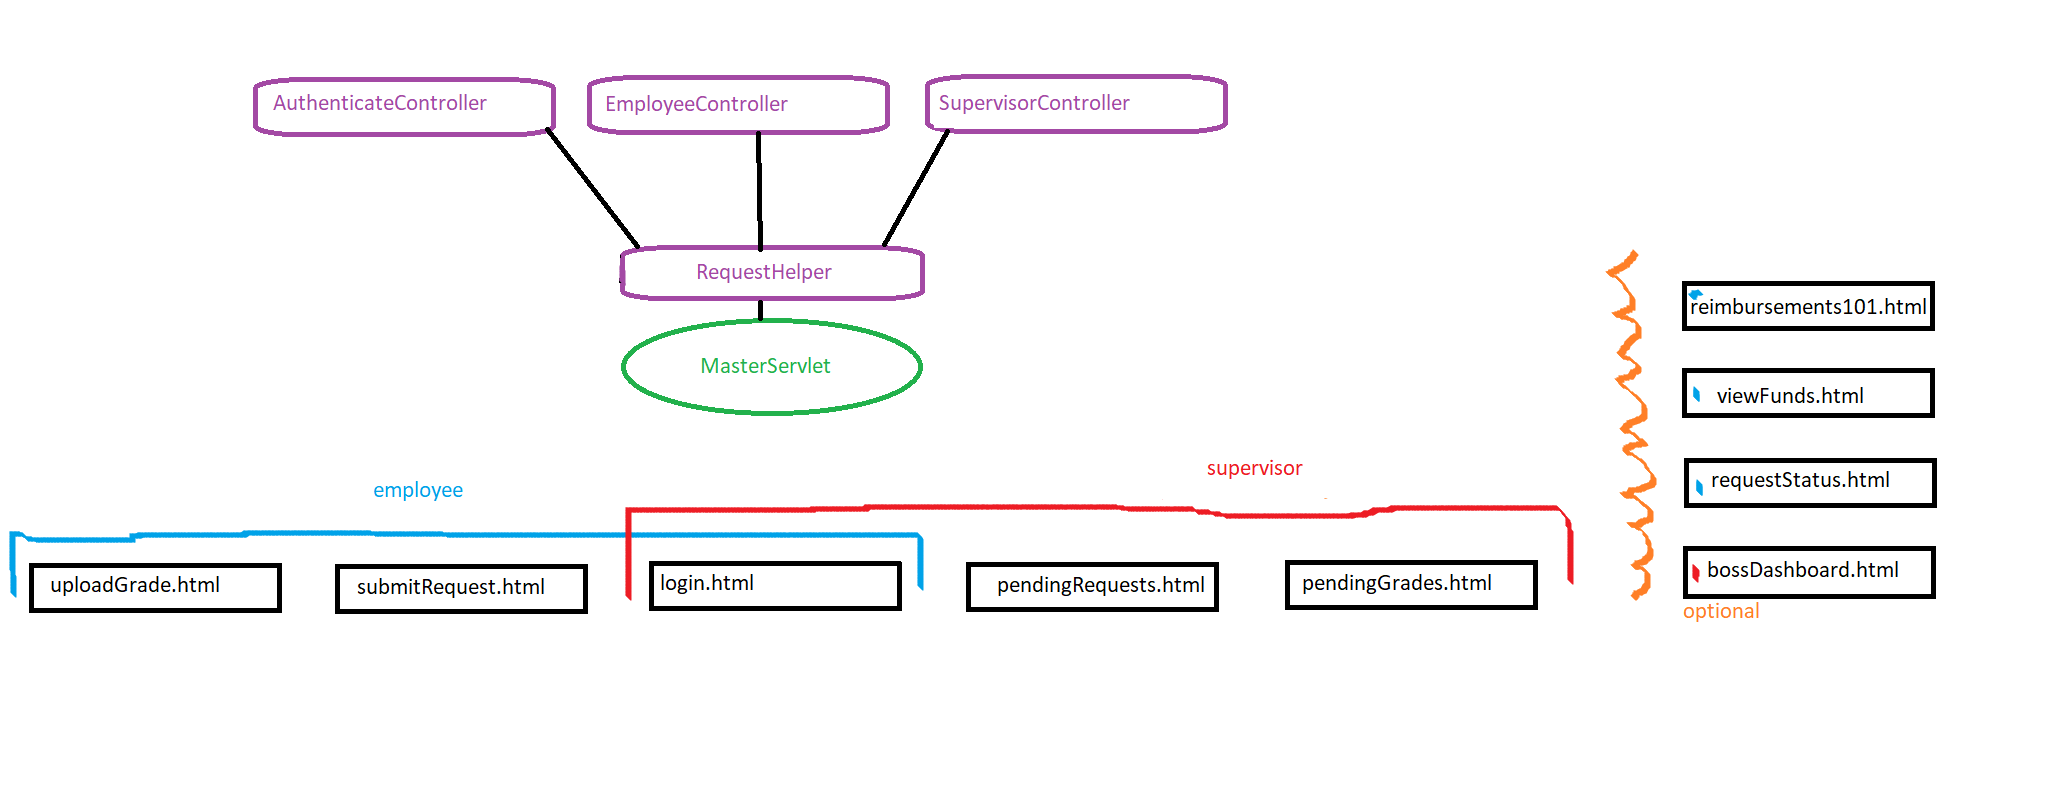 AuthenticateController
EmployeeController
SupervisorController
RequestHelper
MasterServlet
employee
supervisor
uploadGrade.html
submitRequest.html
login.html
pendingRequests.html
pendingGrades.html
reimbursements101.html
viewFunds.html
requestStatus.html
bossDashboard.html
optional